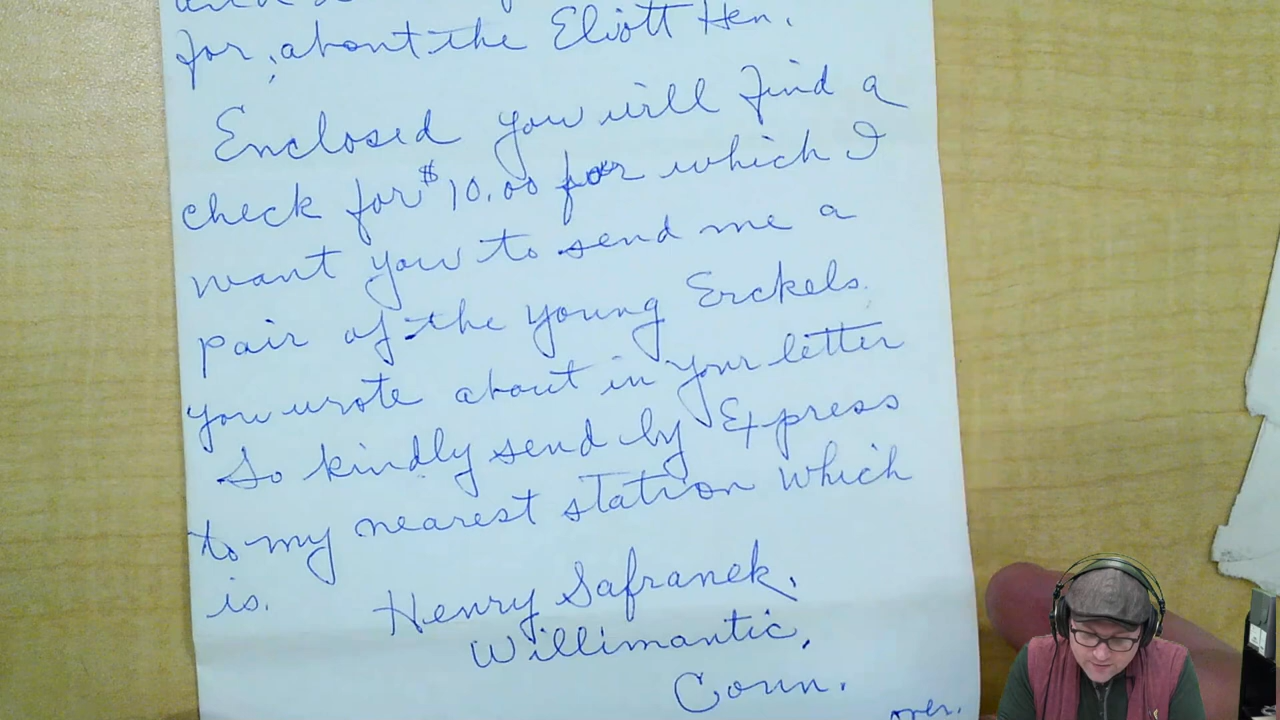 for, about the Eliott Hen.
Enclosed you will find a
check for $10.00 for which I
want you to send me a
pair of the young Erckels
you wrote about in your letter
So kindly send by Express
to my nearest station which
is.
Henry Safranek.
Willimantic,
Conn.
over.